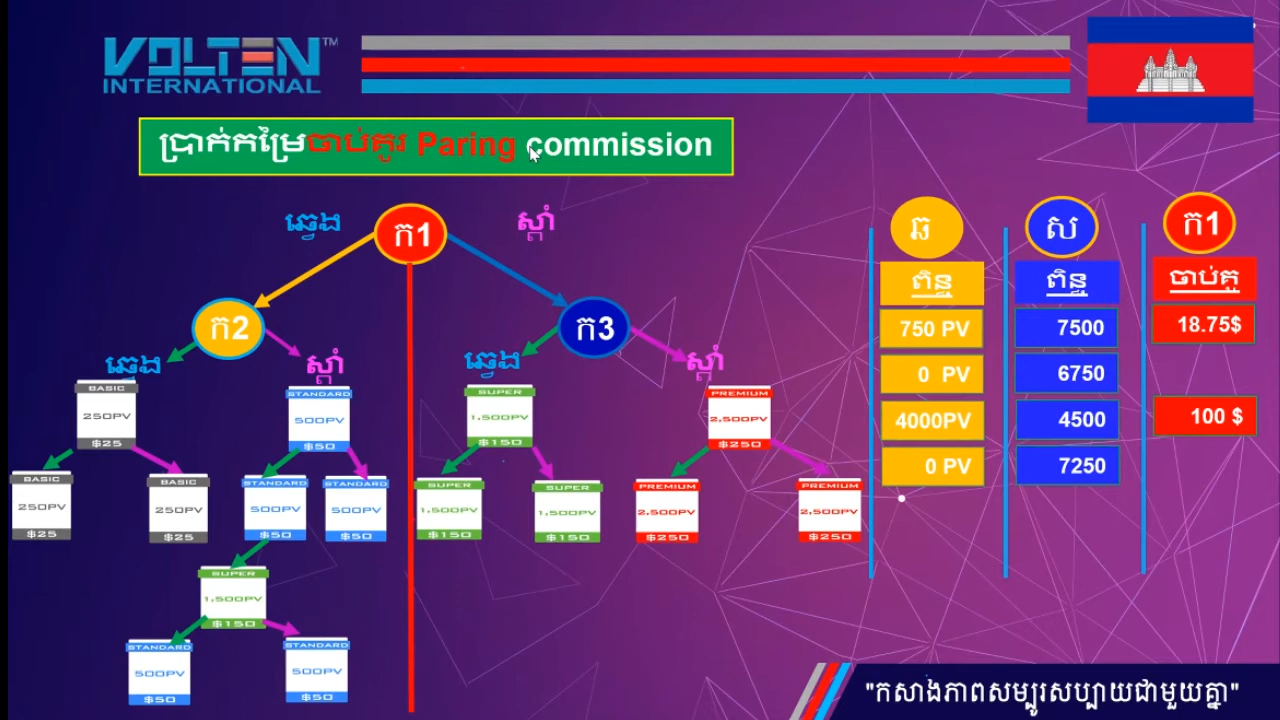 VOLTEN™
INTERNATIONAL
ប្រាក់កម្រៃចាប់គូរ Paring commission
ឆ្វេង
ក1
ស្តាំ
ក2
ក3
ឆ្វេង
ស្តាំ
ឆ្វេង
ស្តាំ
BASIC
250PV
$25
STANDARD
500PV
$50
SUPER
1,500PV
$150
PREMIUM
2,500PV
$250
BASIC
250PV
$25
BASIC
250PV
$25
STANDARD
500PV
$50
STANDARD
500PV
$50
SUPER
1,500PV
$150
SUPER
1,500PV
$150
PREMIUM
2,500PV
$250
PREMIUM
2,500PV
$250
SUPER
1,500PV
$150
STANDARD
500PV
$50
STANDARD
500PV
$50
ឆ ស ក1
ពិន្ទុ ពិន្ទុ ចាប់គូ
750 PV 7500 18.75$
0 PV 6750
4000PV 4500 100 $
0 PV 7250
"កសាងភាពសម្បូរសប្បាយជាមួយគ្នា"